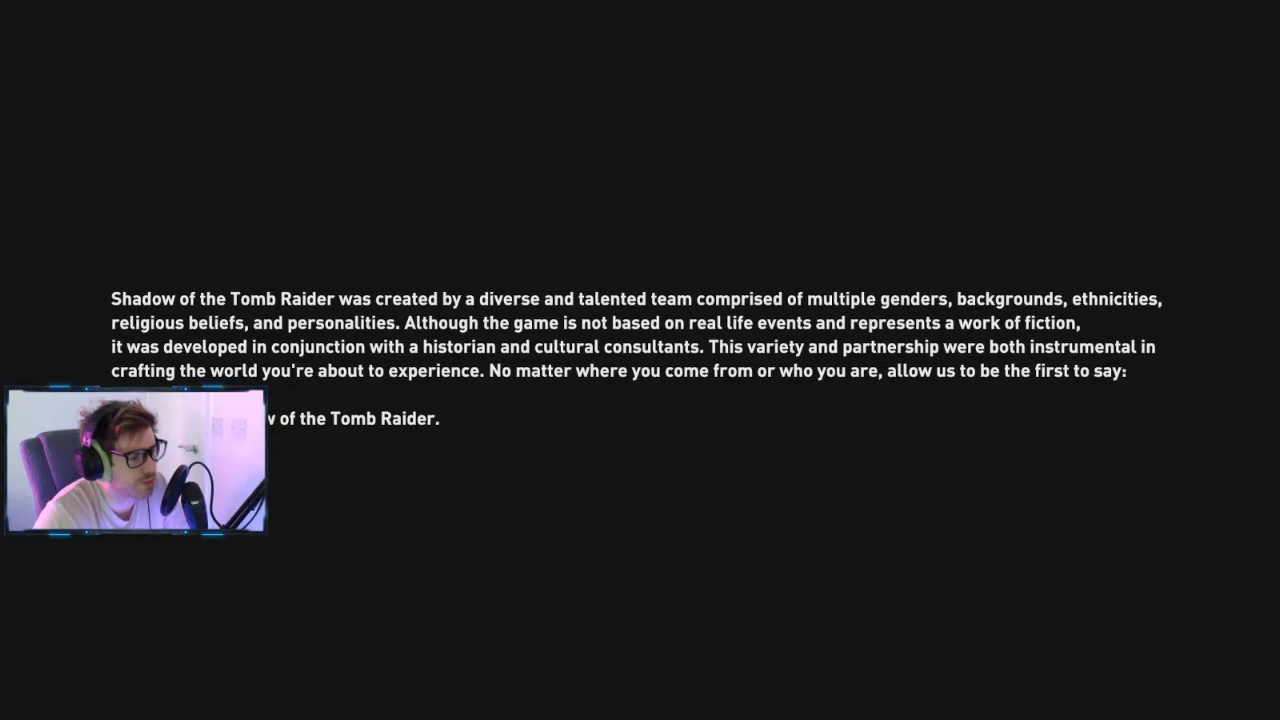 Shadow of the Tomb Raider was created by a diverse and talented team comprised of multiple genders, backgrounds, ethnicities,
religious beliefs, and personalities. Although the game is not based on real life events and represents a work of fiction,
it was developed in conjunction with a historian and cultural consultants. This variety and partnership were both instrumental in
crafting the world you're about to experience. No matter where you come from or who you are, allow us to be the first to say:
of the Tomb Raider.